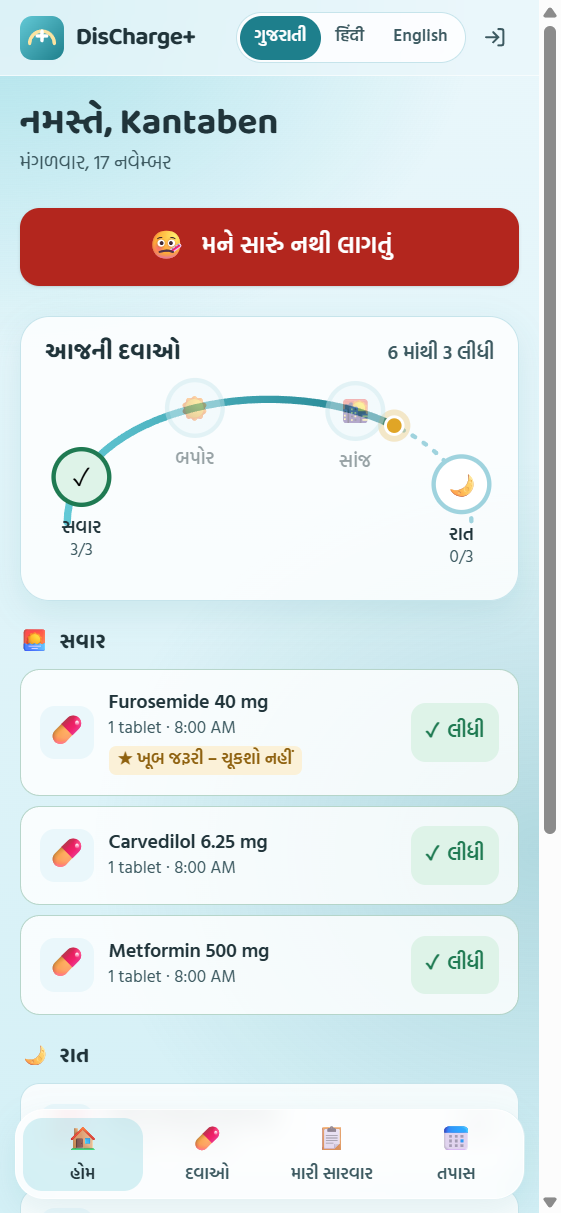 DisCharge+
ગુજરાતી हिंदी English
નમસ્તે, Kantaben
મંગળવાર, 17 નવેમ્બર
મને સારું નથી લાગતું
આજની દવાઓ
6 માંથી 3 લીધી
બપોર
સાંજ
સવાર
3/3
રાત
0/3
સવાર
Furosemide 40 mg
1 tablet · 8:00 AM
★ ખૂબ જરૂરી – ચૂકશો નહીં
✓ લીધી
Carvedilol 6.25 mg
1 tablet · 8:00 AM
✓ લીધી
Metformin 500 mg
1 tablet · 8:00 AM
✓ લીધી
રાત
હોમ
દવાઓ
મારી સારવાર
તપાસ